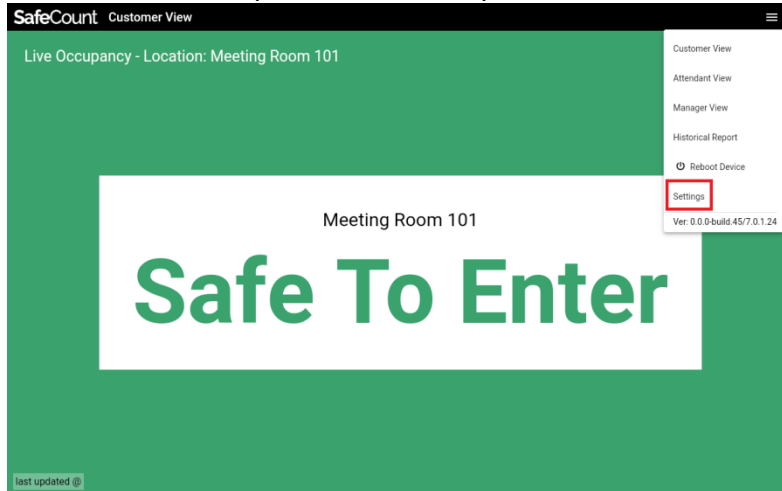 SafeCount Customer View
Live Occupancy - Location: Meeting Room 101
Customer View
Attendant View
Manager View
Historical Report
Reboot Device
Settings
Ver: 0.0.0-build.45/7.0.1.24
Meeting Room 101
Safe To Enter
last updated @